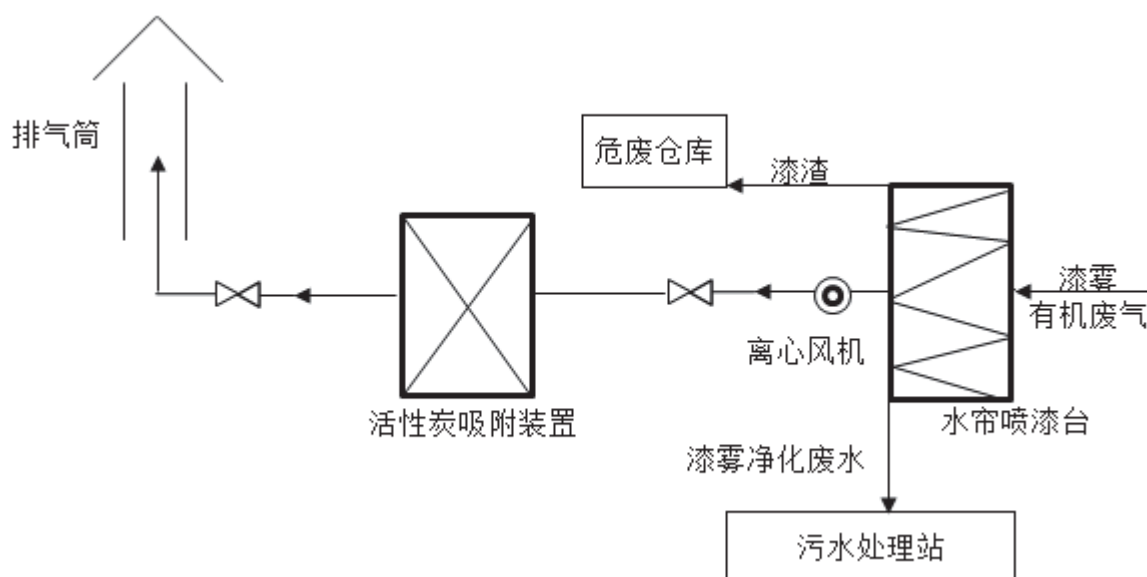 排气筒
危废仓库
漆渣
漆雾
有机废气
离心风机
活性炭吸附装置
水帘喷漆台
漆雾净化废水
污水处理站